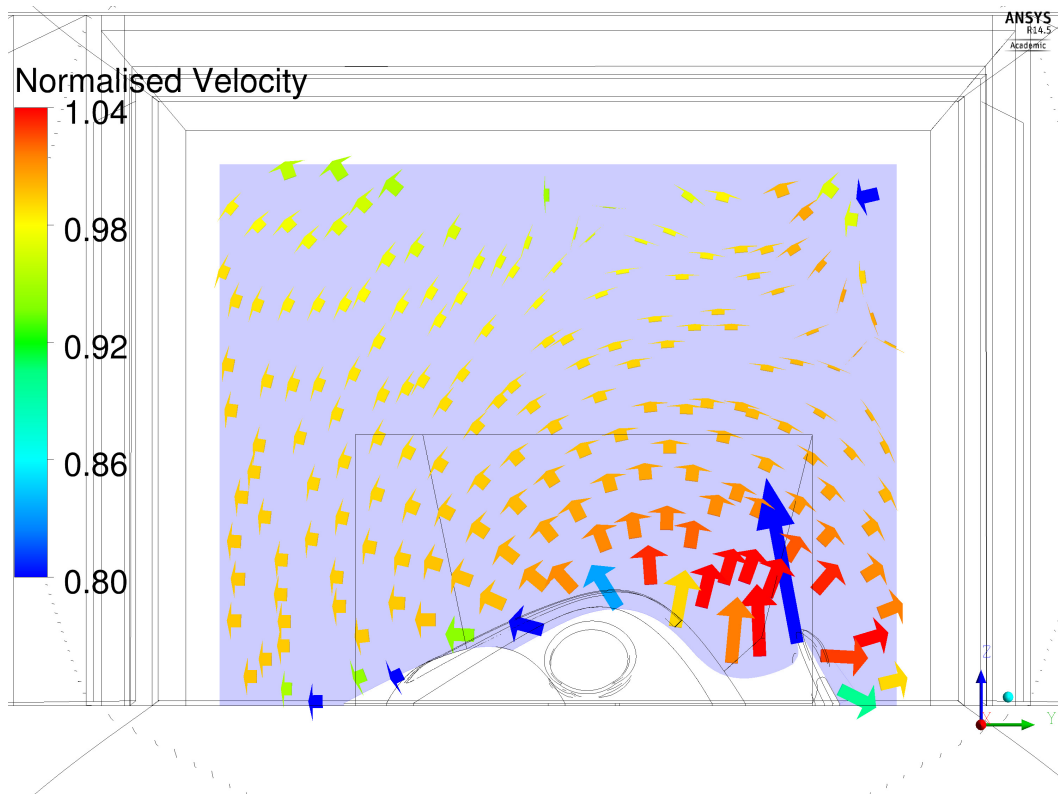 ANSYS
R14.5
Academic
Normalised Velocity
1.04
0.98
0.92
0.86
0.80
Z
X
Y